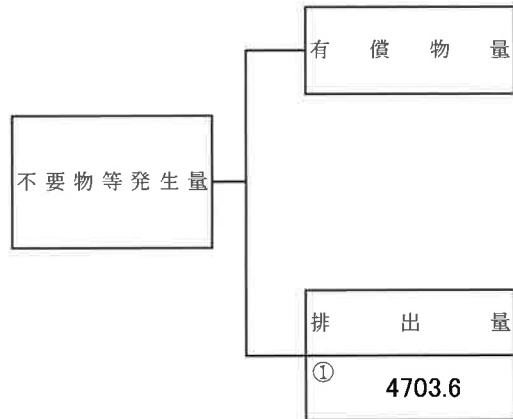 有償物量
不要物等発生量
排出量
①
4703.6